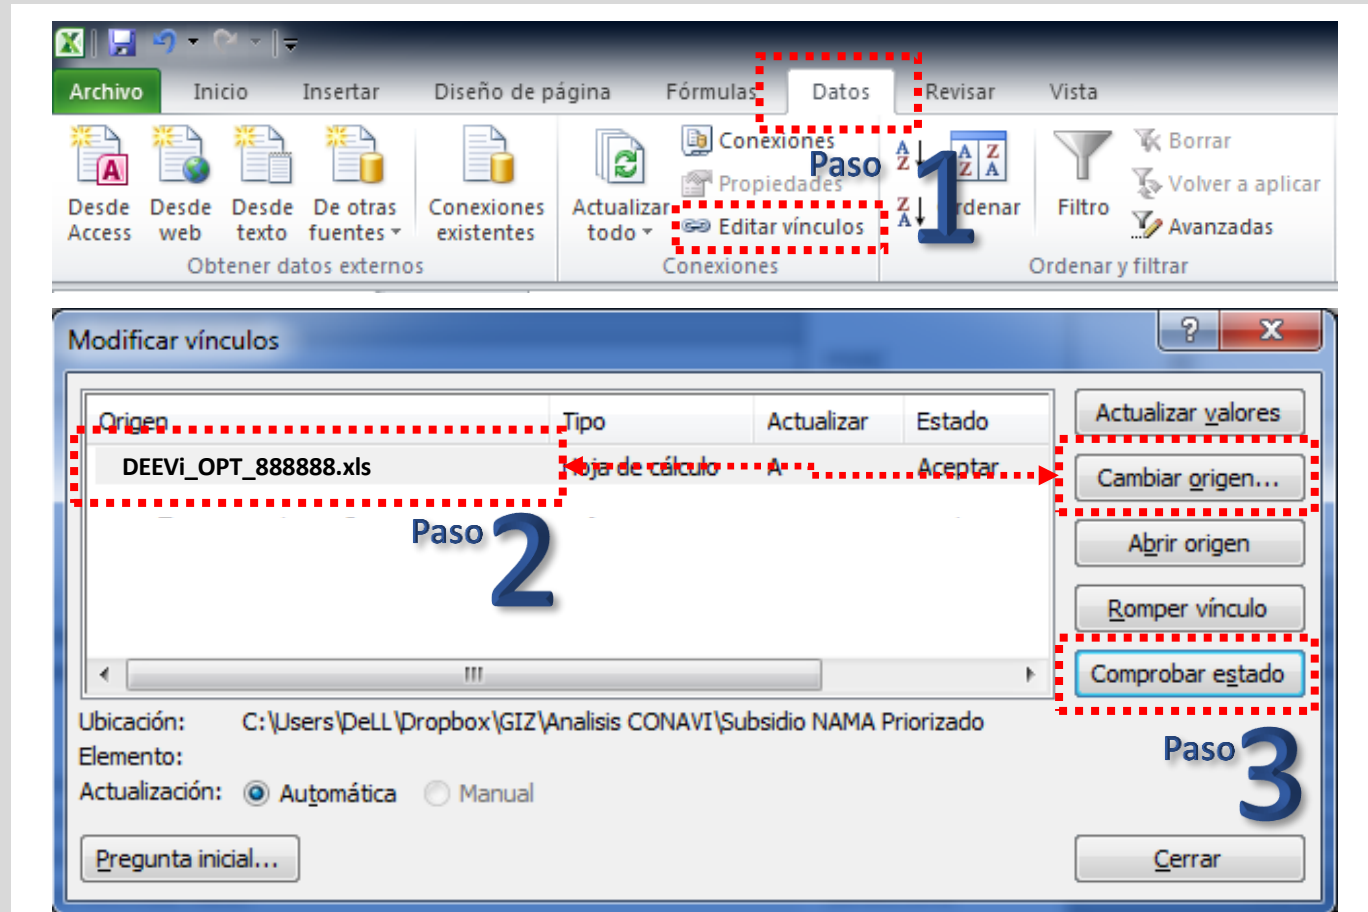 Archivo Inicio Insertar Diseño de página Fórmulas Datos Revisar Vista
Desde Access
Desde web
Desde texto
De otras fuentes
Conexiones existentes
Obtener datos externos
Actualizar todo
Conexiones
Propiedades
Editar vínculos
Conexiones
Paso 1
Ordenar
Filtro
Borrar
Volver a aplicar
Avanzadas
Ordenar y filtrar
Modificar vínculos
Origen Tipo Actualizar Estado
DEEVi_OPT_888888.xls Hoja de cálculo A Aceptar
Paso 2
Actualizar valores
Cambiar origen...
Abrir origen
Romper vínculo
Comprobar estado
Paso 3
Ubicación: C:\Users\DeLL\Dropbox\GIZ\Analisis CONAVI\Subsidio NAMA Priorizado
Elemento:
Actualización: Automática Manual
Pregunta inicial... Cerrar